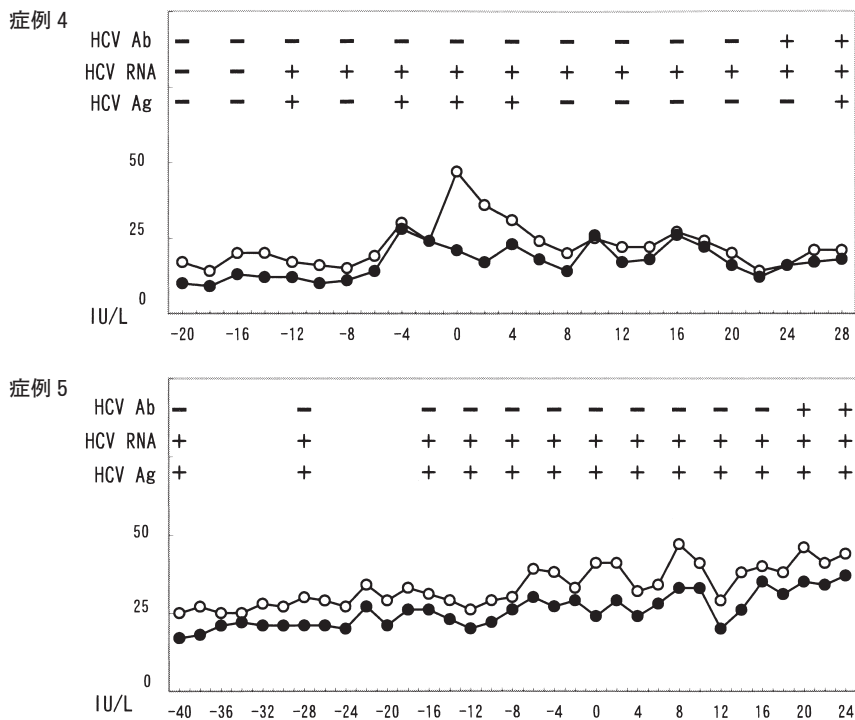 症例 4
HCV Ab − − − − − − − − − − − + +
HCV RNA − − + + + + + + + + + + +
HCV Ag − − + − + + + − − − − − +
50
25
0
IU/L
-20 -16 -12 -8 -4 0 4 8 12 16 20 24 28
症例 5
HCV Ab − − − − − − − − − − − + +
HCV RNA + + + + + + + + + + + + +
HCV Ag + + + + + + + + + + + + +
50
25
0
IU/L
-40 -36 -32 -28 -24 -20 -16 -12 -8 -4 0 4 8 12 16 20 24